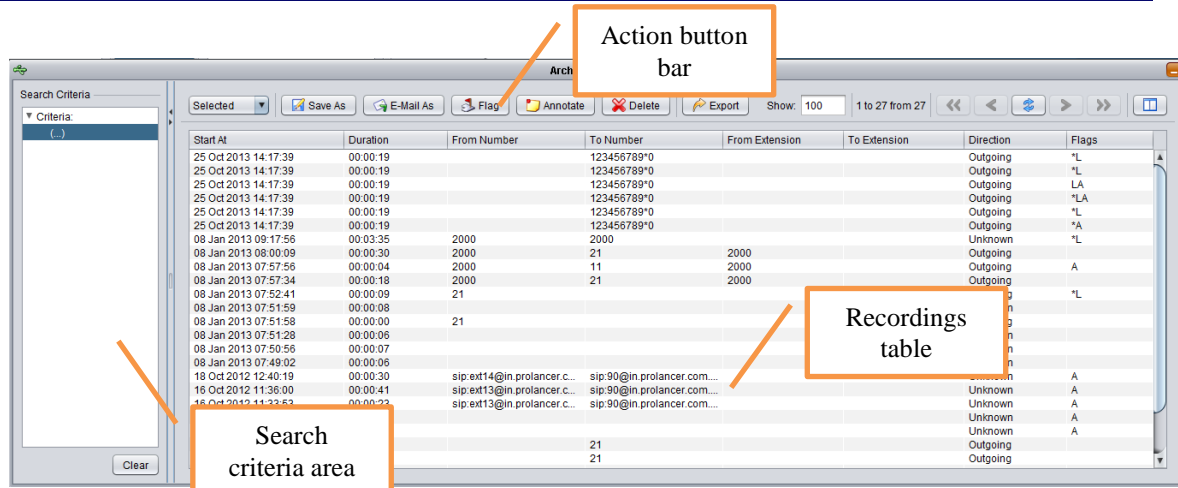 Action button
bar
Arch
Search Criteria
Criteria:
(...)
Clear
Selected Save As E-Mail As Flag Annotate Delete Export Show: 100 1 to 27 from 27
Start At Duration From Number To Number From Extension To Extension Direction Flags
25 Oct 2013 14:17:39 00:00:19 123456789*0 Outgoing *L
25 Oct 2013 14:17:39 00:00:19 123456789*0 Outgoing *L
25 Oct 2013 14:17:39 00:00:19 123456789*0 Outgoing LA
25 Oct 2013 14:17:39 00:00:19 123456789*0 Outgoing *LA
25 Oct 2013 14:17:39 00:00:19 123456789*0 Outgoing *L
25 Oct 2013 14:17:39 00:00:19 123456789*0 Outgoing *A
08 Jan 2013 09:17:56 00:03:35 2000 2000 Unknown *L
08 Jan 2013 08:00:09 00:00:30 2000 21 2000 Outgoing
08 Jan 2013 07:57:56 00:00:04 2000 11 2000 Outgoing A
08 Jan 2013 07:57:34 00:00:18 2000 21 2000 Outgoing
08 Jan 2013 07:52:41 00:00:09 21 *L
08 Jan 2013 07:51:59 00:00:08
08 Jan 2013 07:51:58 00:00:00 21
08 Jan 2013 07:51:28 00:00:06
08 Jan 2013 07:50:56 00:00:07
08 Jan 2013 07:49:02 00:00:06
18 Oct 2012 12:40:19 00:00:30 sip:ext14@in.prolancer.c... sip:90@in.prolancer.com.... Unknown A
16 Oct 2012 11:36:00 00:00:41 sip:ext13@in.prolancer.c... sip:90@in.prolancer.com.... Unknown A
16 Oct 2012 11:33:53 00:00:23 sip:ext13@in.prolancer.c... sip:90@in.prolancer.com.... Unknown A
Unknown A
Unknown A
21 Outgoing
21 Outgoing
Recordings
table
Search
criteria area